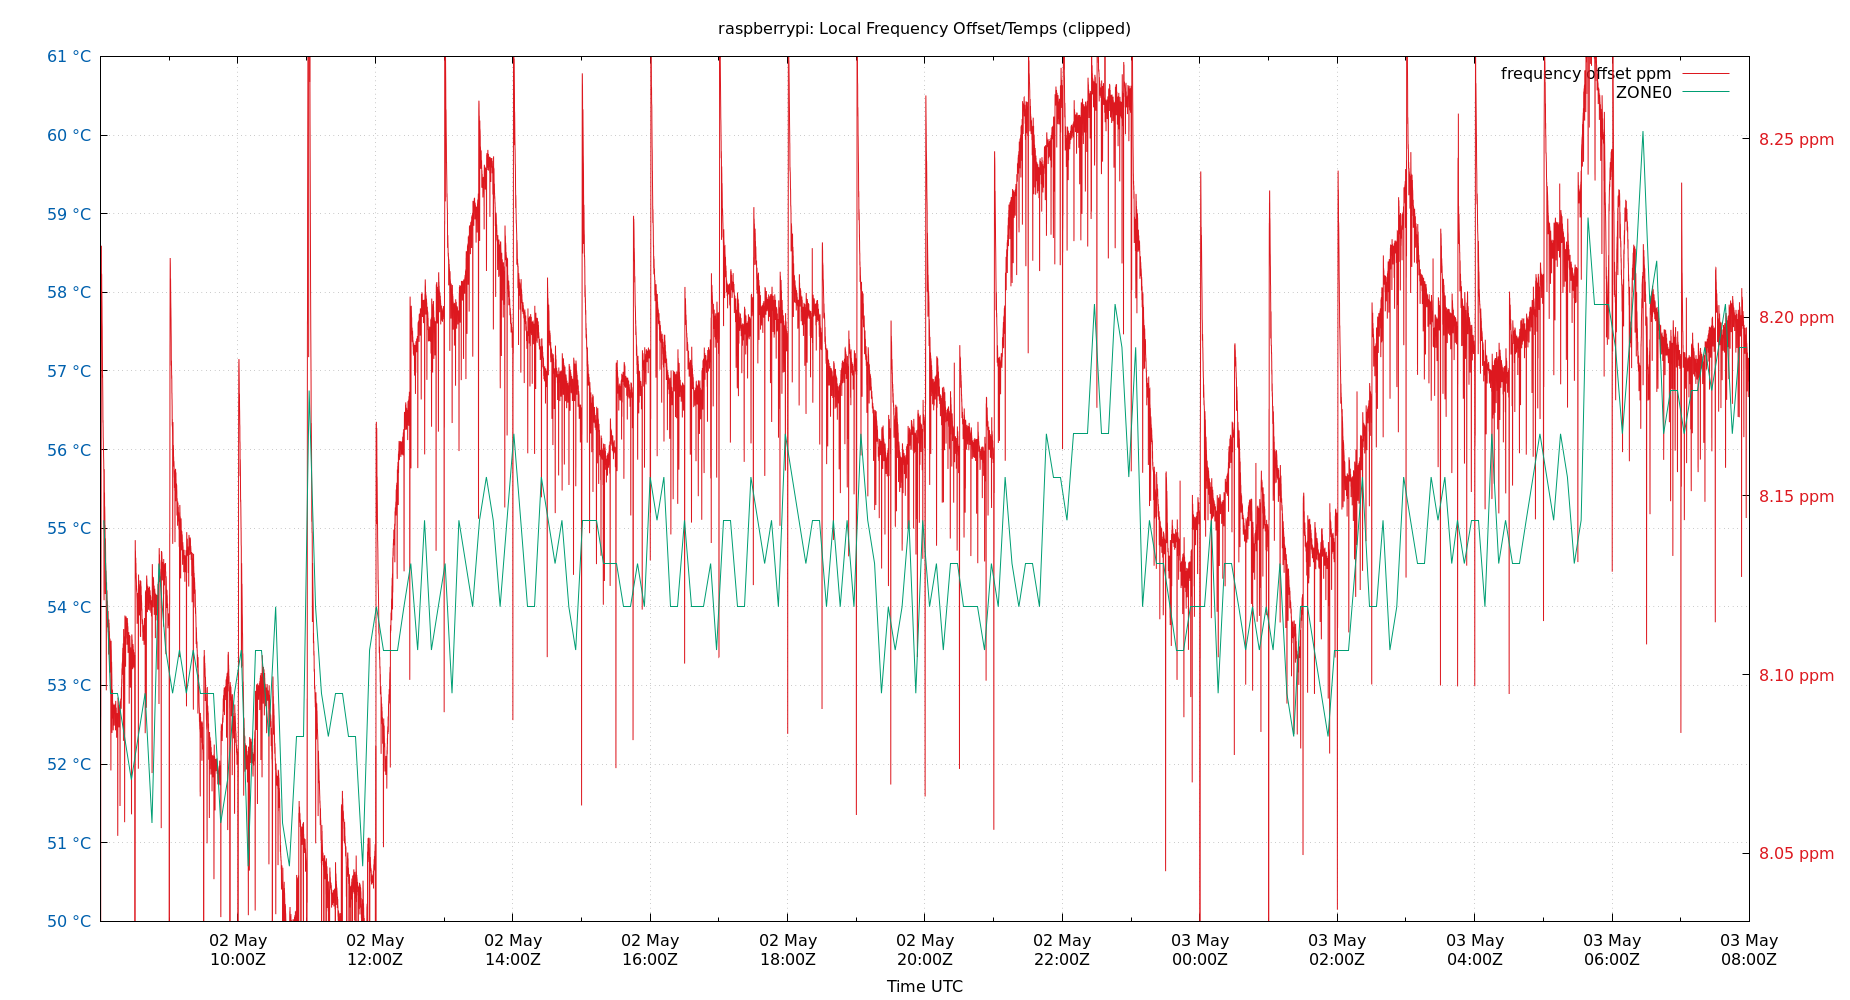 raspberrypi: Local Frequency Offset/Temps (clipped)
61 °C
60 °C
59 °C
58 °C
57 °C
56 °C
55 °C
54 °C
53 °C
52 °C
51 °C
50 °C
frequency offset ppm
ZONE0
8.25 ppm
8.20 ppm
8.15 ppm
8.10 ppm
8.05 ppm
02 May 02 May 02 May 02 May 02 May 02 May 02 May 03 May 03 May 03 May 03 May 03 May
10:00Z 12:00Z 14:00Z 16:00Z 18:00Z 20:00Z 22:00Z 00:00Z 02:00Z 04:00Z 06:00Z 08:00Z
Time UTC